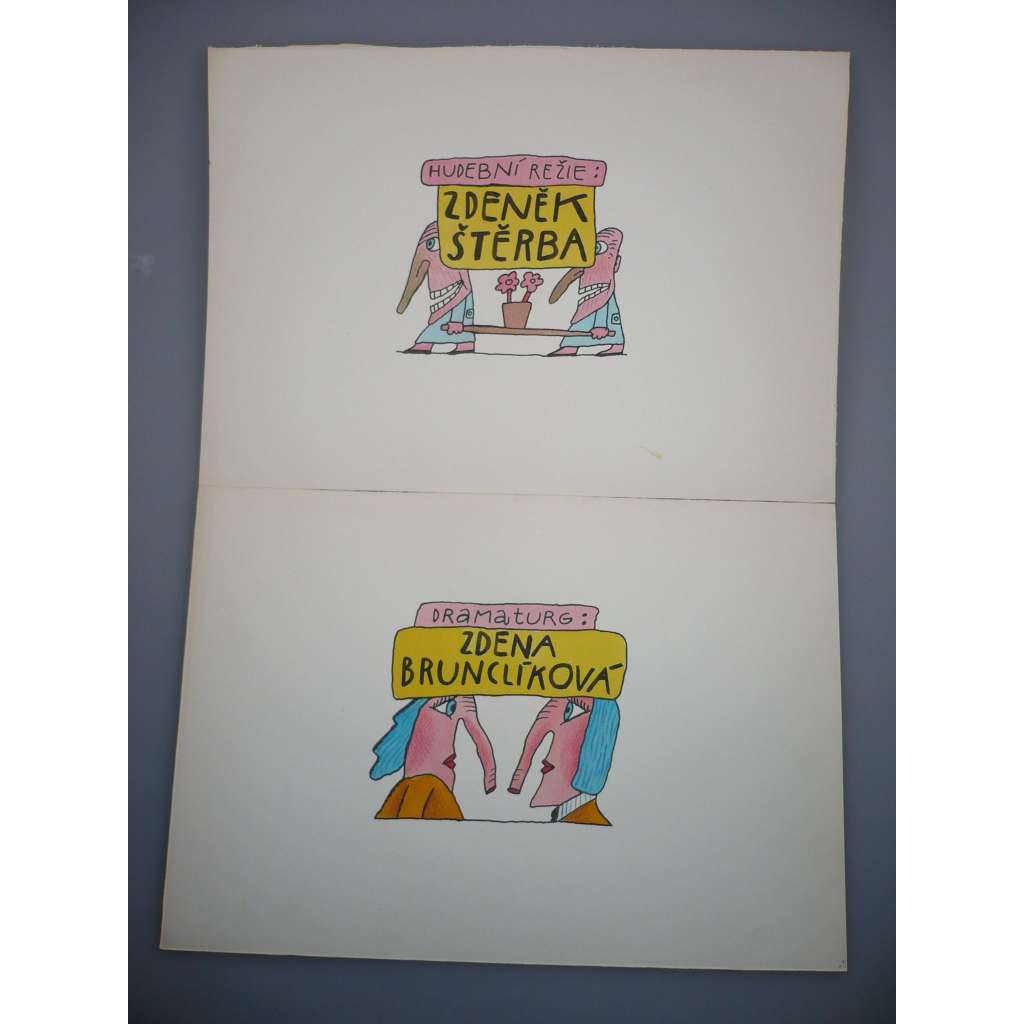 HUDEBNÍ REŽIE:
ZDENĚK
ŠTĚRBA
DRAMATURG:
ZDENA
BRUNCLÍKOVÁ